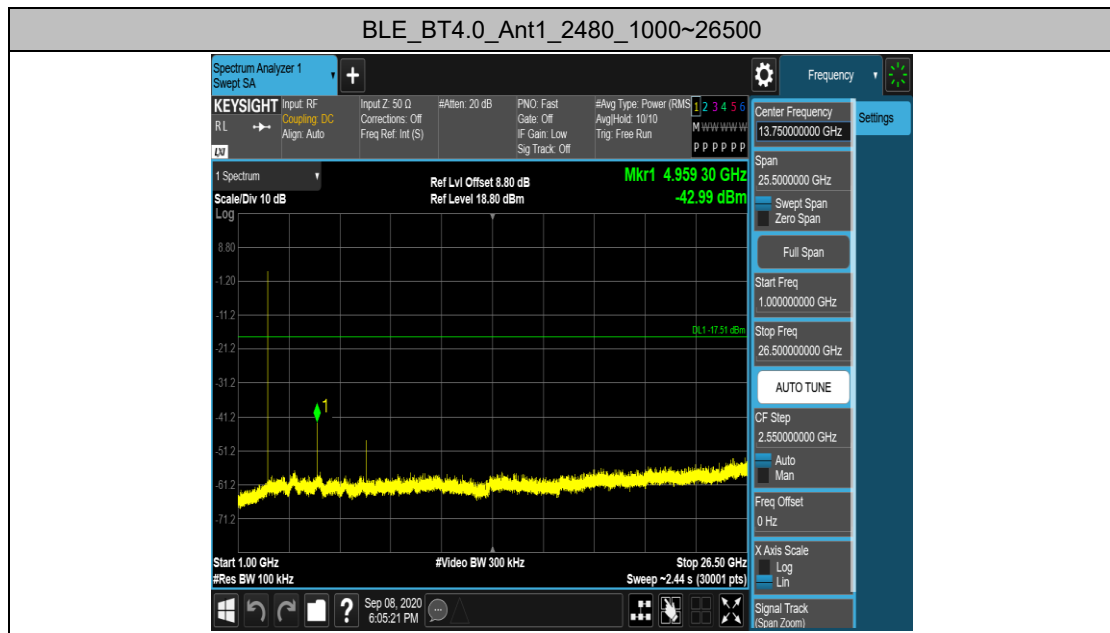 BLE_BT4.0_Ant1_2480_1000~26500
Spectrum Analyzer 1
Swept SA
+
Frequency
KEYSIGHT
RL
LXI
Input: RF
Coupling: DC
Align: Auto
Input Z: 50 Ω
Corrections: Off
Freq Ref: Int (S)
#Atten: 20 dB
PNO: Fast
Gate: Off
IF Gain: Low
Sig Track: Off
#Avg Type: Power (RMS
Avg|Hold: 10/10
Trig: Free Run
1 2 3 4 5 6
M W W W W W
P P P P P P
1 Spectrum
Scale/Div 10 dB
Log
Ref Lvl Offset 8.80 dB
Ref Level 18.80 dBm
Mkr1 4.959 30 GHz
-42.99 dBm
8.80
-1.20
-11.2
-21.2
-31.2
-41.2
-51.2
-61.2
-71.2
DL1 -17.51 dBm
1
Start 1.00 GHz
#Res BW 100 kHz
#Video BW 300 kHz
Stop 26.50 GHz
Sweep ~2.44 s (30001 pts)
Sep 08, 2020
6:05:21 PM
?
Center Frequency
13.750000000 GHz
Settings
Span
25.5000000 GHz
Swept Span
Zero Span
Full Span
Start Freq
1.000000000 GHz
Stop Freq
26.500000000 GHz
AUTO TUNE
CF Step
2.550000000 GHz
Auto
Man
Freq Offset
0 Hz
X Axis Scale
Log
Lin
Signal Track
(Span Zoom)